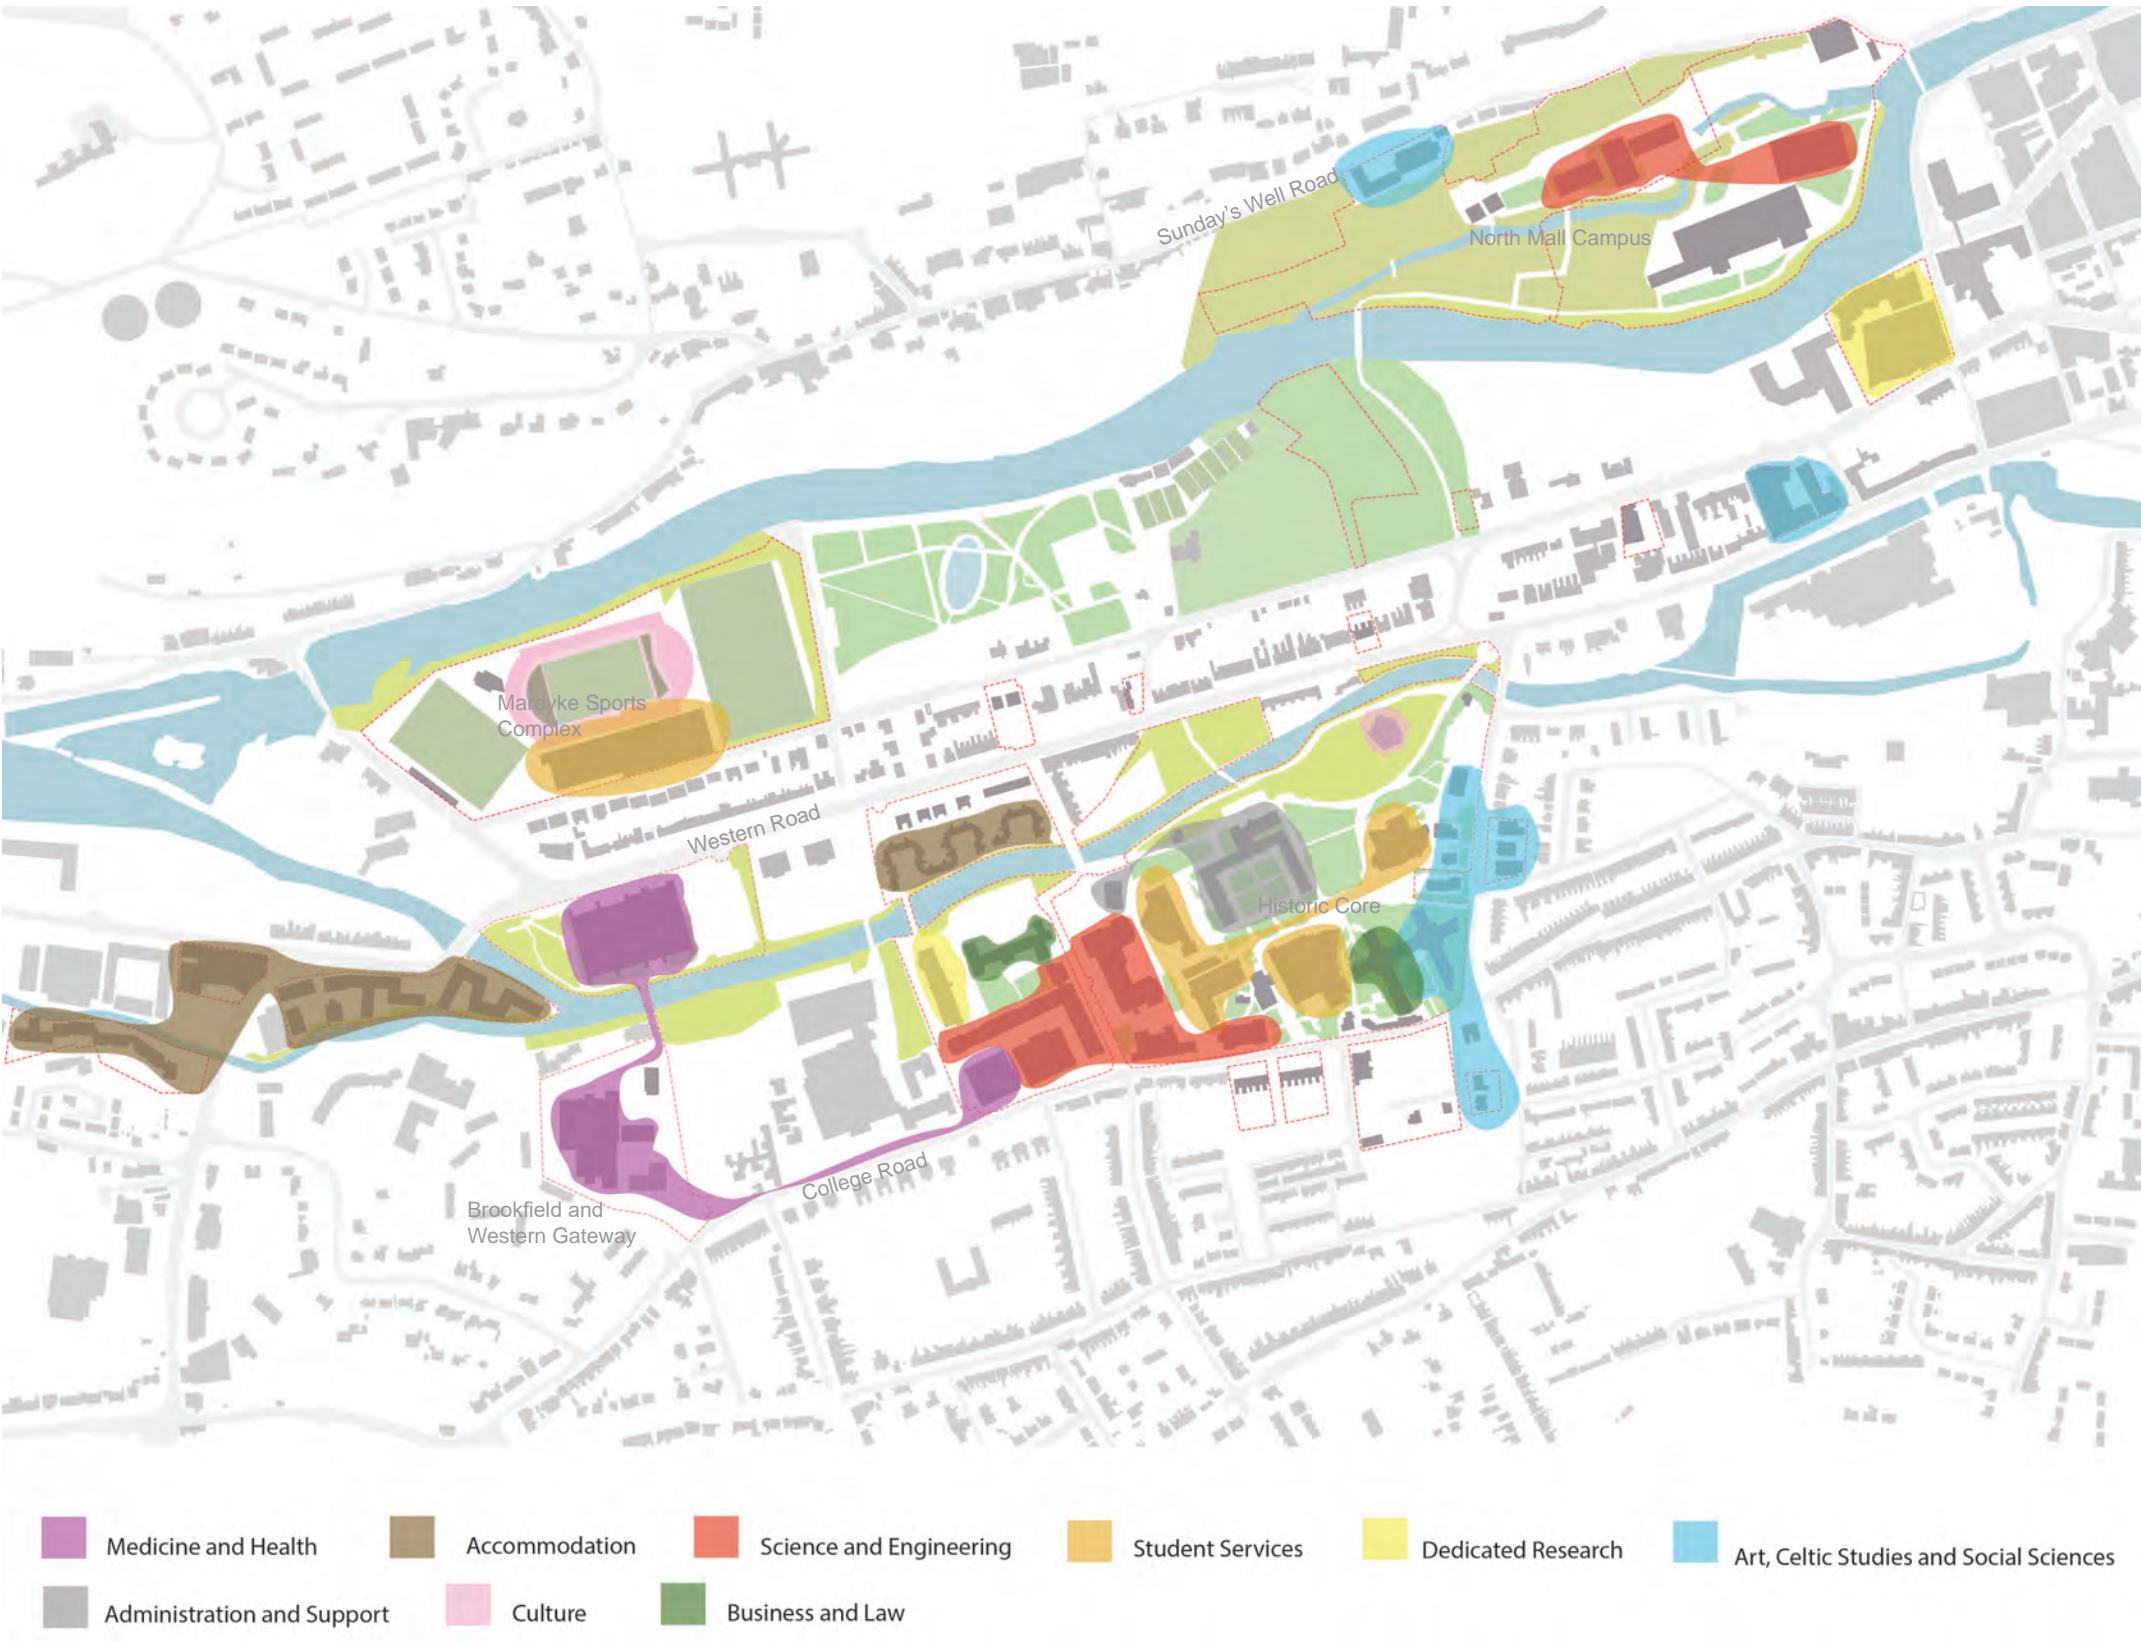 Sunday's Well Road
North Mall Campus
Mardyke Sports
Complex
Western Road
Historic Core
College Road
Brookfield and
Western Gateway
Medicine and Health
Accommodation
Science and Engineering
Student Services
Dedicated Research
Art, Celtic Studies and Social Sciences
Administration and Support
Culture
Business and Law